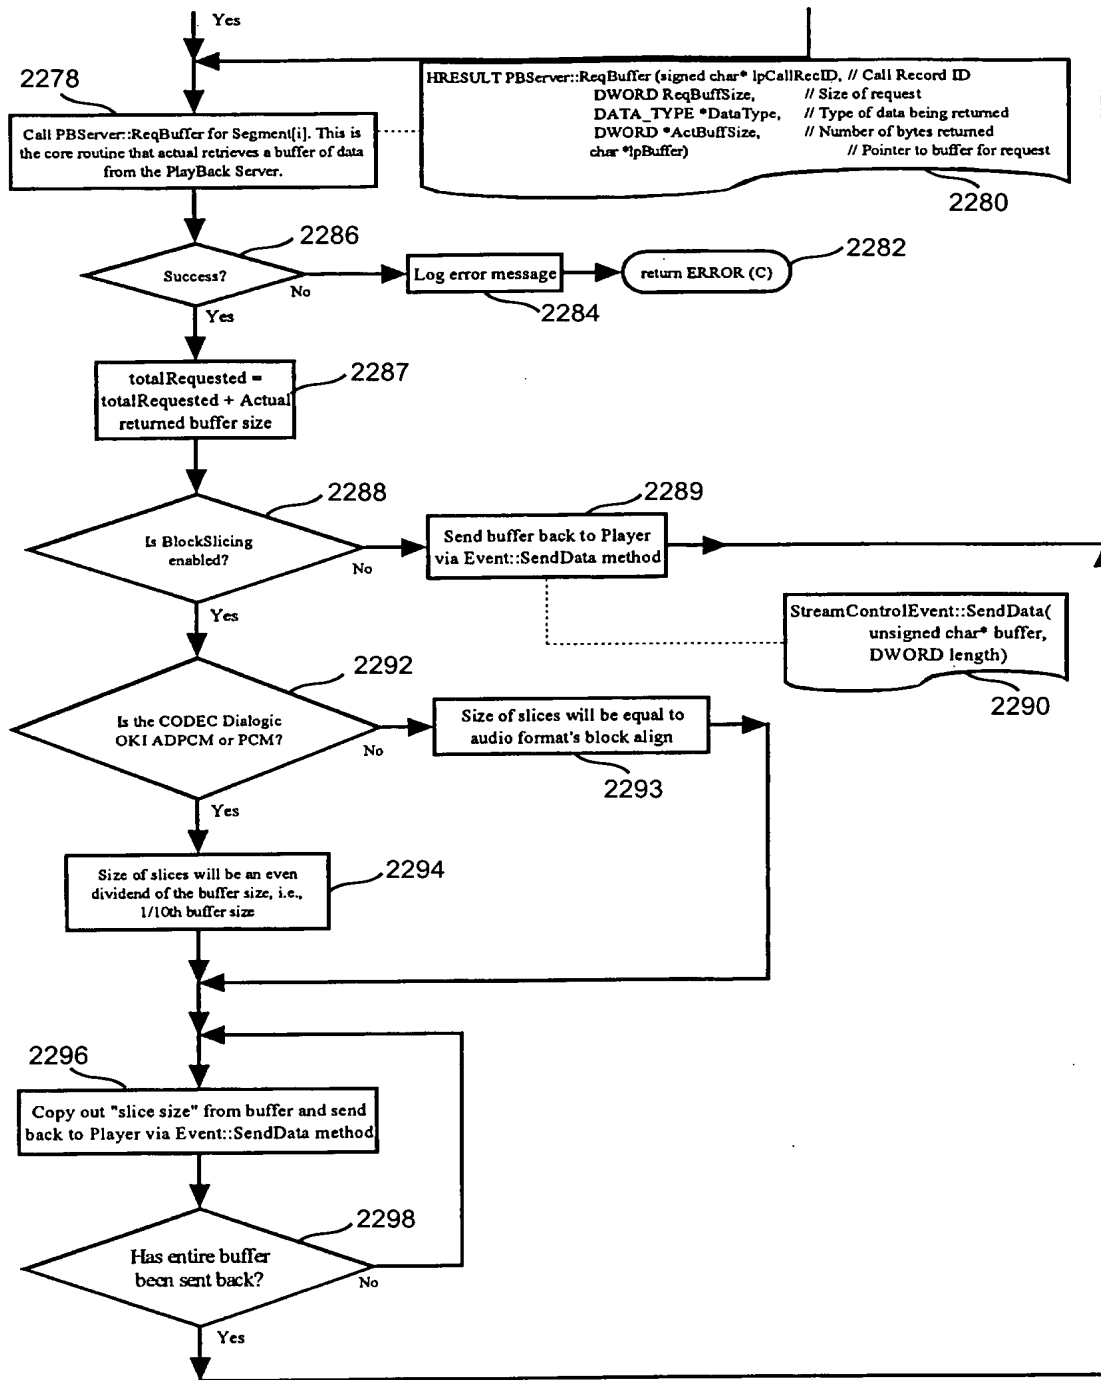 Yes
2278
HRESULT PBServer::ReqBuffer (signed char* lpCallRecID, // Call Record ID
DWORD ReqBuffSize, // Size of request
DATA_TYPE *DataType, // Type of data being returned
DWORD *ActBuffSize, // Number of bytes returned
char *lpBuffer) // Pointer to buffer for request
Call PBServer::ReqBuffer for Segment[i]. This is
the core routine that actual retrieves a buffer of data
from the PlayBack Server.
2280
2286
2282
Success?
No
Log error message
return ERROR (C)
2284
Yes
totalRequested =
totalRequested + Actual
returned buffer size
2287
2288
2289
Is BlockSlicing
enabled?
No
Send buffer back to Player
via Event::SendData method
Yes
StreamControlEvent::SendData(
unsigned char* buffer,
DWORD length)
2290
2292
Is the CODEC Dialogic
OKI ADPCM or PCM?
No
Size of slices will be equal to
audio format's block align
2293
Yes
Size of slices will be an even
dividend of the buffer size, i.e.,
1/10th buffer size
2294
2296
Copy out "slice size" from buffer and send
back to Player via Event::SendData method
2298
Has entire buffer
been sent back?
No
Yes